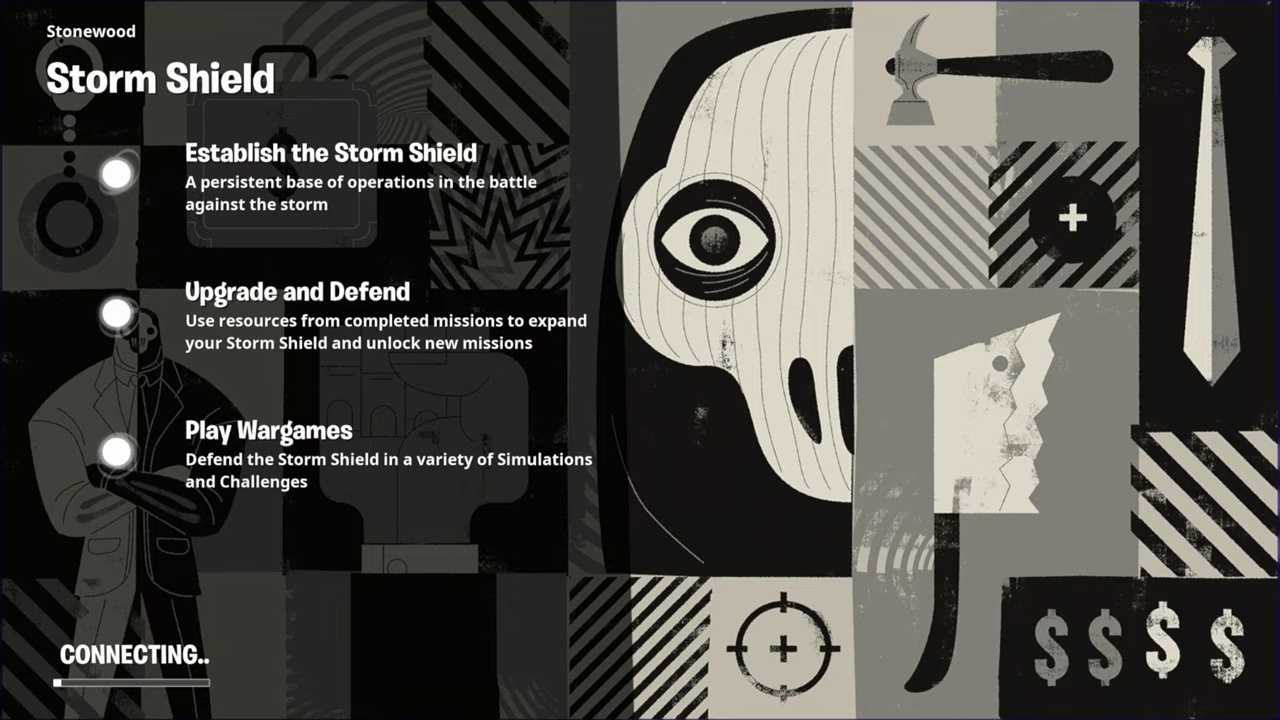 Stonewood
Storm Shield
Establish the Storm Shield
A persistent base of operations in the battle
against the storm
Upgrade and Defend
Use resources from completed missions to expand
your Storm Shield and unlock new missions
Play Wargames
Defend the Storm Shield in a variety of Simulations
and Challenges
CONNECTING..
$ $ $ $